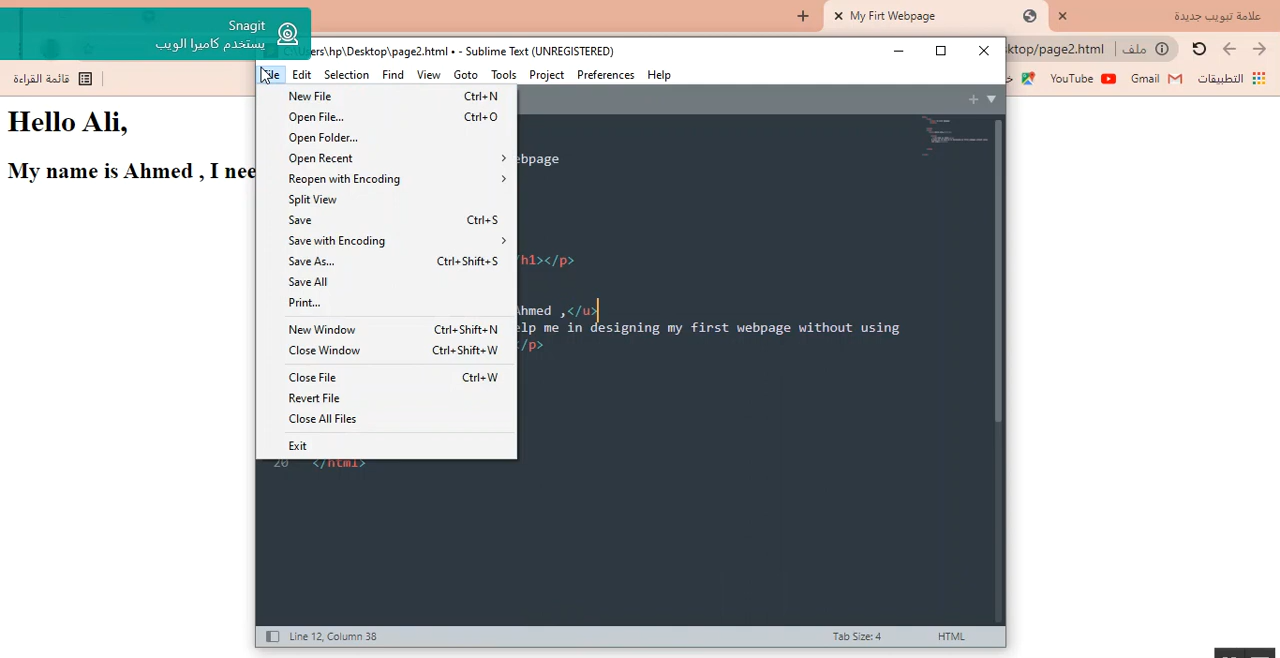 Snagit
يستخدم كاميرا الويب
My Firt Webpage
علامة تبويب جديدة
Users\hp\Desktop\page2.html • - Sublime Text (UNREGISTERED)
ktop/page2.html
ملف
Edit Selection Find View Goto Tools Project Preferences Help
قائمة القراءة
YouTube
Gmail
التطبيقات
Hello Ali,
My name is Ahmed , I nee
New File Ctrl+N
Open File... Ctrl+O
Open Folder...
Open Recent
Reopen with Encoding
Split View
Save Ctrl+S
Save with Encoding
Save As... Ctrl+Shift+S
Save All
Print...
New Window Ctrl+Shift+N
Close Window Ctrl+Shift+W
Close File Ctrl+W
Revert File
Close All Files
Exit
ebpage
/h1></p>
Ahmed ,</u>
elp me in designing my first webpage without using
/p>
20 </html>
Line 12, Column 38
Tab Size: 4
HTML